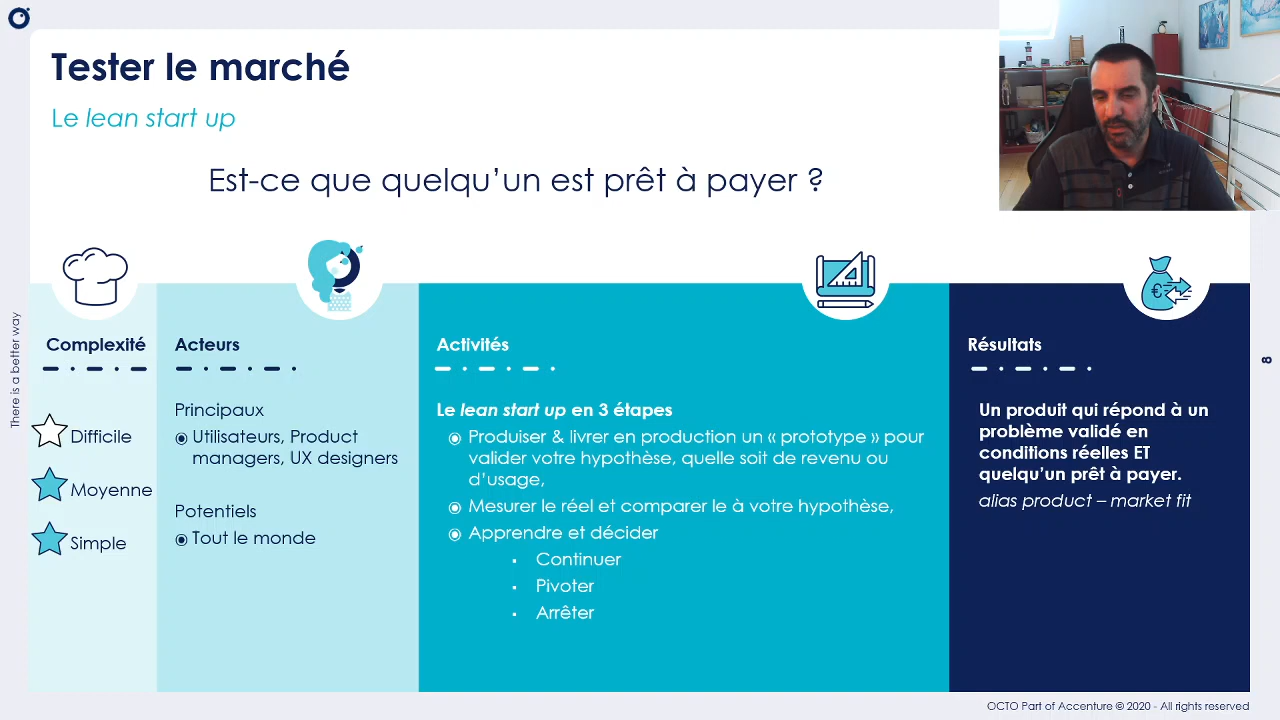 Tester le marché
Le lean start up
Est-ce que quelqu'un est prêt à payer ?
There is a better way
Complexité
Difficile
Moyenne
Simple
Acteurs
Principaux
Utilisateurs, Product
managers, UX designers
Potentiels
Tout le monde
Activités
Le lean start up en 3 étapes
Produiser & livrer en production un « prototype » pour
valider votre hypothèse, quelle soit de revenu ou
d'usage,
Mesurer le réel et comparer le à votre hypothèse,
Apprendre et décider
Continuer
Pivoter
Arrêter
Résultats
Un produit qui répond à un
problème validé en
conditions réelles ET
quelqu'un prêt à payer.
alias product – market fit
8
OCTO Part of Accenture © 2020 - All rights reserved